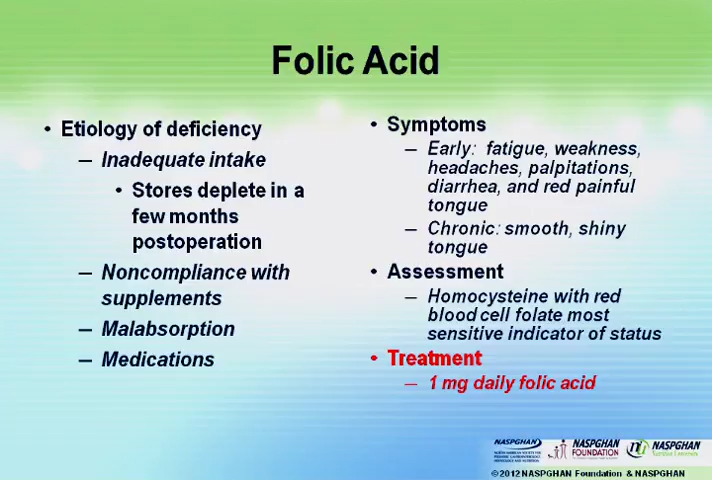 Folic Acid
• Etiology of deficiency
– Inadequate intake
• Stores deplete in a
few months
postoperation
– Noncompliance with
supplements
– Malabsorption
– Medications
• Symptoms
– Early: fatigue, weakness,
headaches, palpitations,
diarrhea, and red painful
tongue
– Chronic: smooth, shiny
tongue
• Assessment
– Homocysteine with red
blood cell folate most
sensitive indicator of status
• Treatment
– 1 mg daily folic acid
NASPGHAN
NASPGHAN
FOUNDATION
NASPGHAN
©2012 NASPGHAN Foundation & NASPGHAN